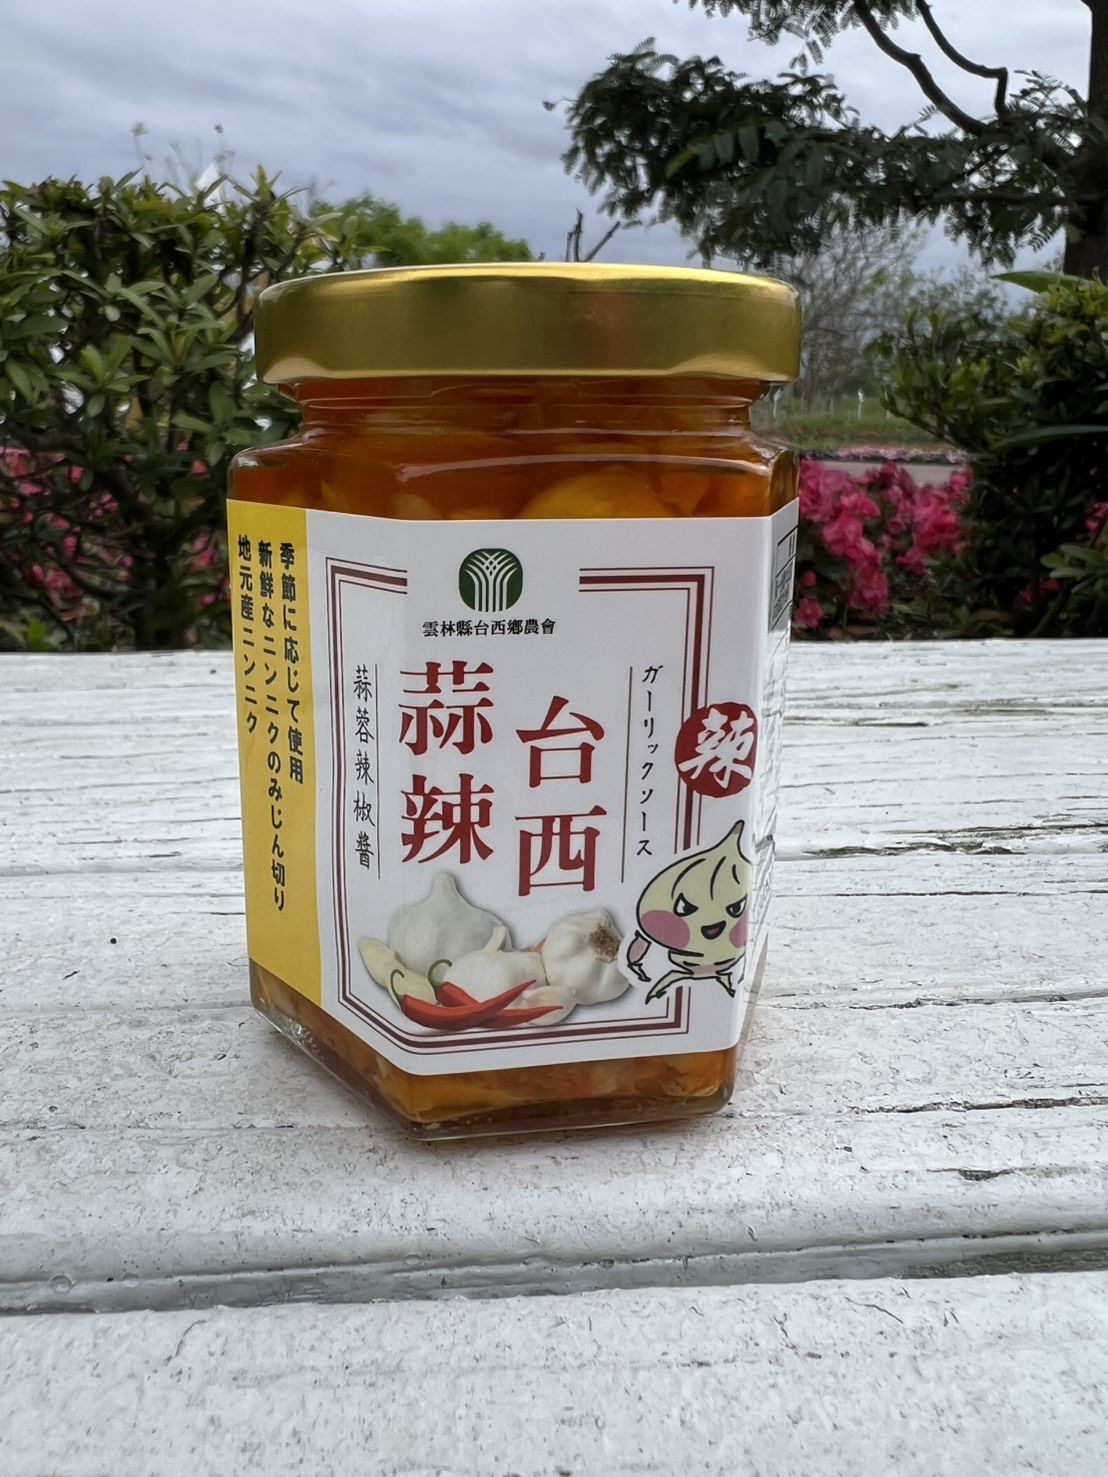 雲林縣台西鄉農會
台西
蒜辣
ガーリックソース
蒜蓉辣椒醬
辣
季節に応じて使用
新鮮なニンニクのみじん切り
地元産ニンニク